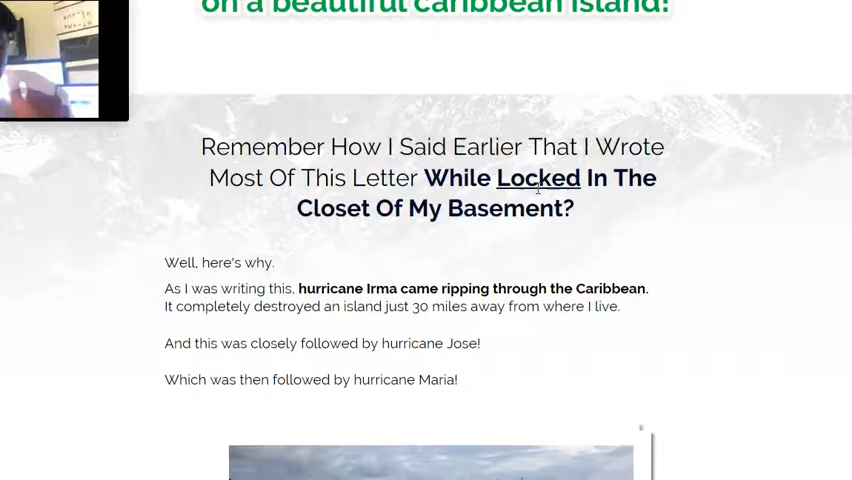 on a beautiful caribbean island!
Remember How I Said Earlier That I Wrote
Most Of This Letter While Locked In The
Closet Of My Basement?
Well, here's why.
As I was writing this, hurricane Irma came ripping through the Caribbean.
It completely destroyed an island just 30 miles away from where I live.
And this was closely followed by hurricane Jose!
Which was then followed by hurricane Maria!